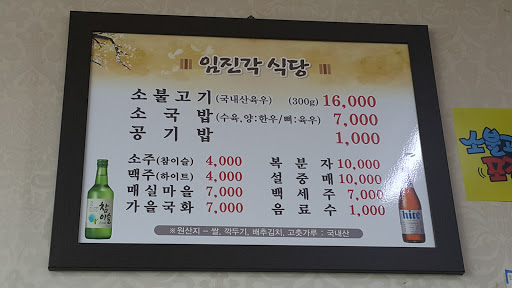 임진각 식당
소불고기(국내산육우) (300g) 16,000
소국밥(수육,양:한우/뼈:육우) 7,000
공기밥 1,000
소주(참이슬) 4,000
맥주(하이트) 4,000
매실마을 7,000
가을국화 7,000
복분자 10,000
설중매 10,000
백세주 7,000
음료수 1,000
※원산지 - 쌀, 깍두기, 배추김치, 고춧가루 : 국내산
참이슬
hite
소불고